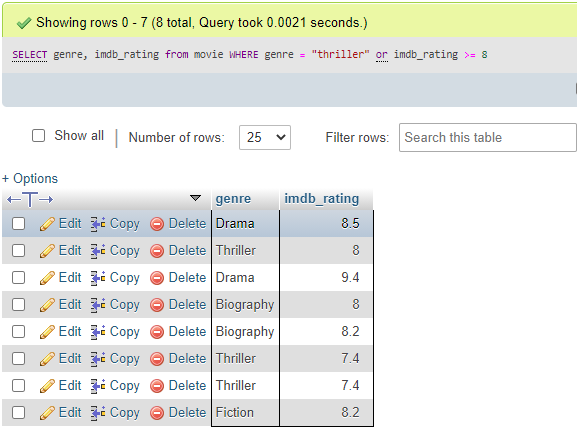 Showing rows 0 - 7 (8 total, Query took 0.0021 seconds.)
SELECT genre, imdb_rating from movie WHERE genre = "thriller" or imdb_rating >= 8
Show all Number of rows: 25 Filter rows: Search this table
+ Options
←T→ genre imdb_rating
Edit Copy Delete Drama 8.5
Edit Copy Delete Thriller 8
Edit Copy Delete Drama 9.4
Edit Copy Delete Biography 8
Edit Copy Delete Biography 8.2
Edit Copy Delete Thriller 7.4
Edit Copy Delete Thriller 7.4
Edit Copy Delete Fiction 8.2